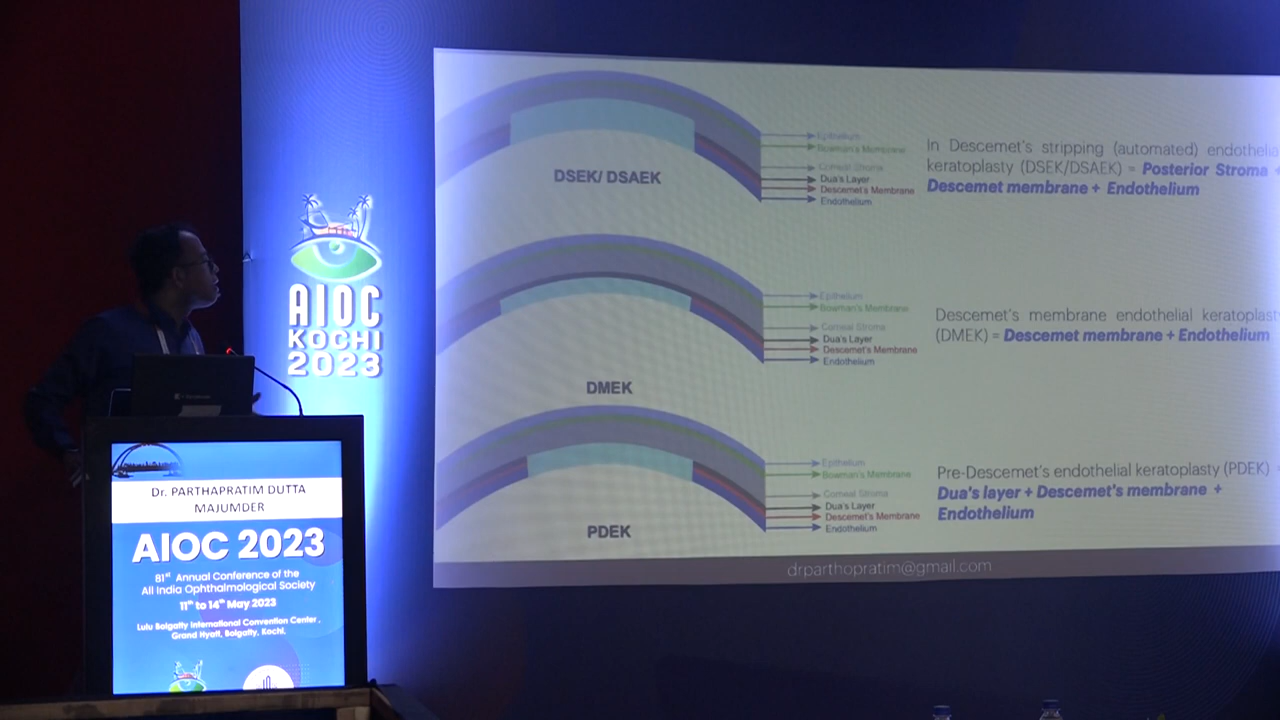 AIOC
KOCHI
2023
Dr. PARTHAPRATIM DUTTA
MAJUMDER
AIOC 2023
81st Annual Conference of the
All India Ophthalmological Society
11th to 14th May 2023
Lulu Bolgatty International Convention Center,
Grand Hyatt, Bolgatty, Kochi.
DSEK/ DSAEK
Epithelium
Bowman's Membrane
Corneal Stroma
Dua's Layer
Descemet's Membrane
Endothelium
In Descemet's stripping (automated) endothelia
keratoplasty (DSEK/DSAEK) = Posterior Stroma +
Descemet membrane + Endothelium
DMEK
Epithelium
Bowman's Membrane
Corneal Stroma
Dua's Layer
Descemet's Membrane
Endothelium
Descemet's membrane endothelial keratoplast
(DMEK) = Descemet membrane + Endothelium
PDEK
Epithelium
Bowman's Membrane
Corneal Stroma
Dua's Layer
Descemet's Membrane
Endothelium
Pre-Descemet's endothelial keratoplasty (PDEK)
Dua's layer + Descemet's membrane +
Endothelium
drparthopratim@gmail.com